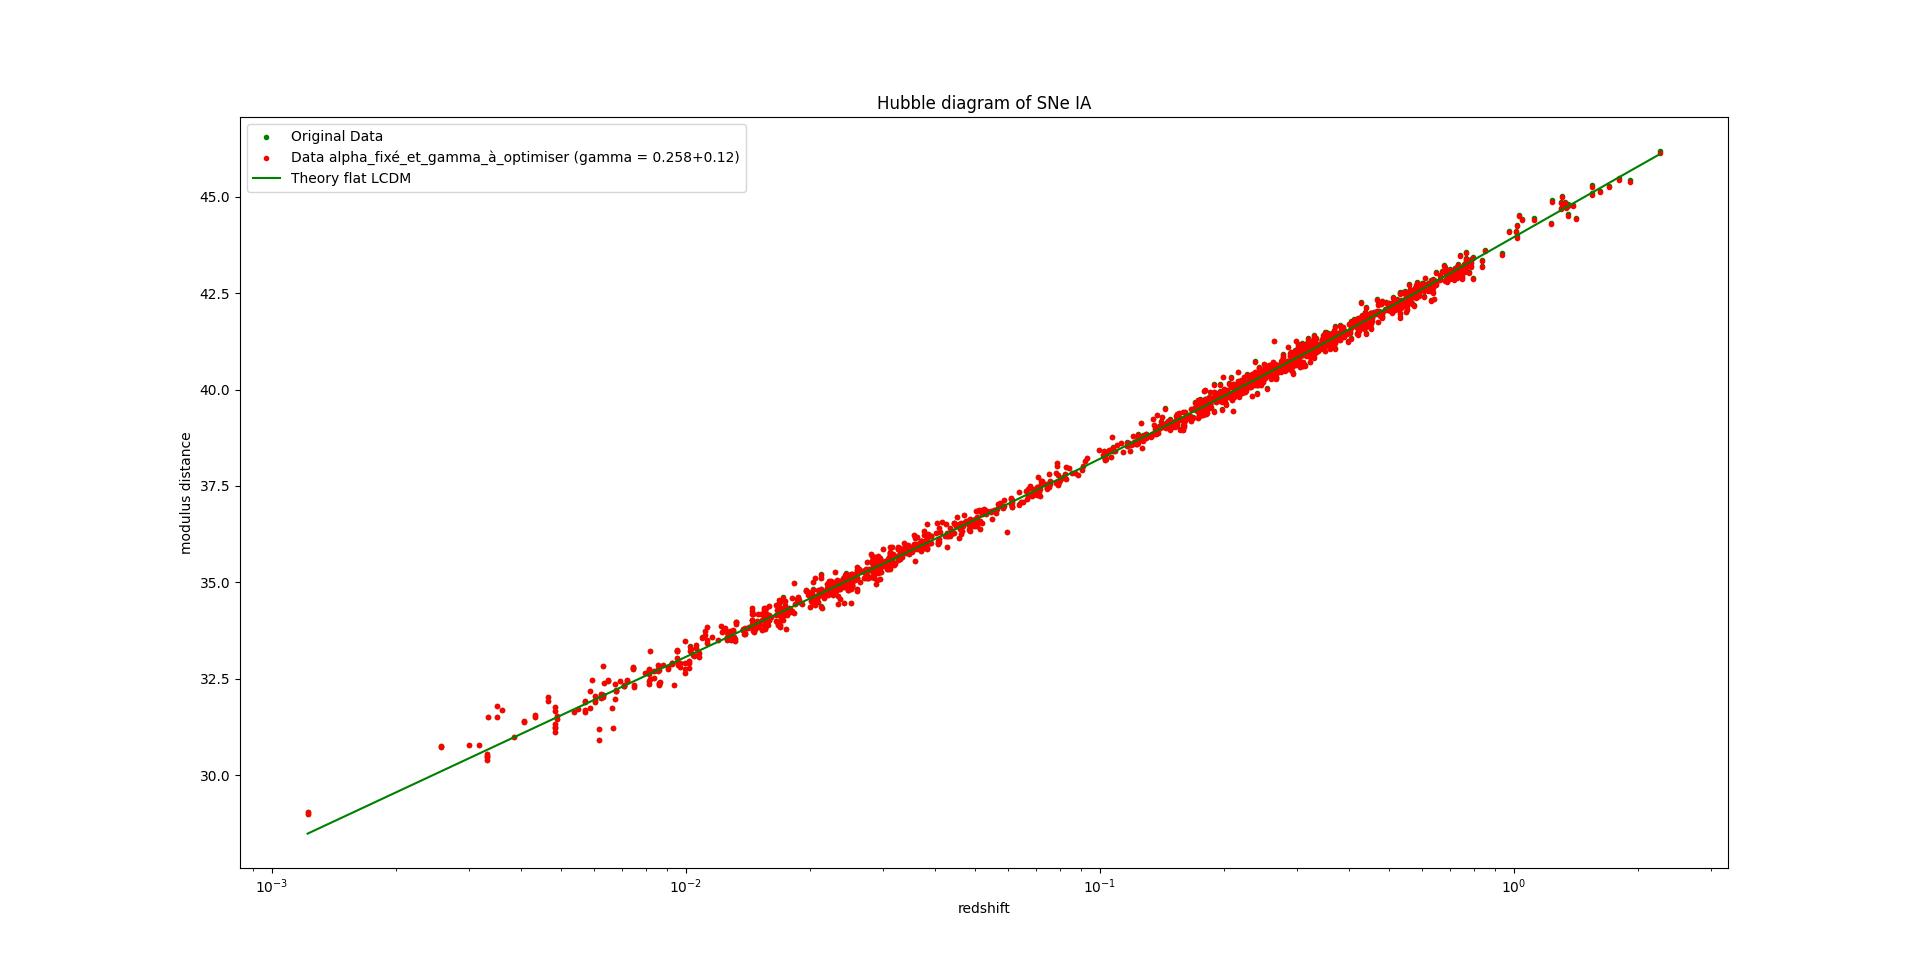 Hubble diagram of SNe IA
Original Data
Data alpha_fixé_et_gamma_à_optimiser (gamma = 0.258+0.12)
Theory flat LCDM
45.0
42.5
40.0
37.5
35.0
32.5
30.0
modulus distance
10⁻³ 10⁻² 10⁻¹ 10⁰
redshift